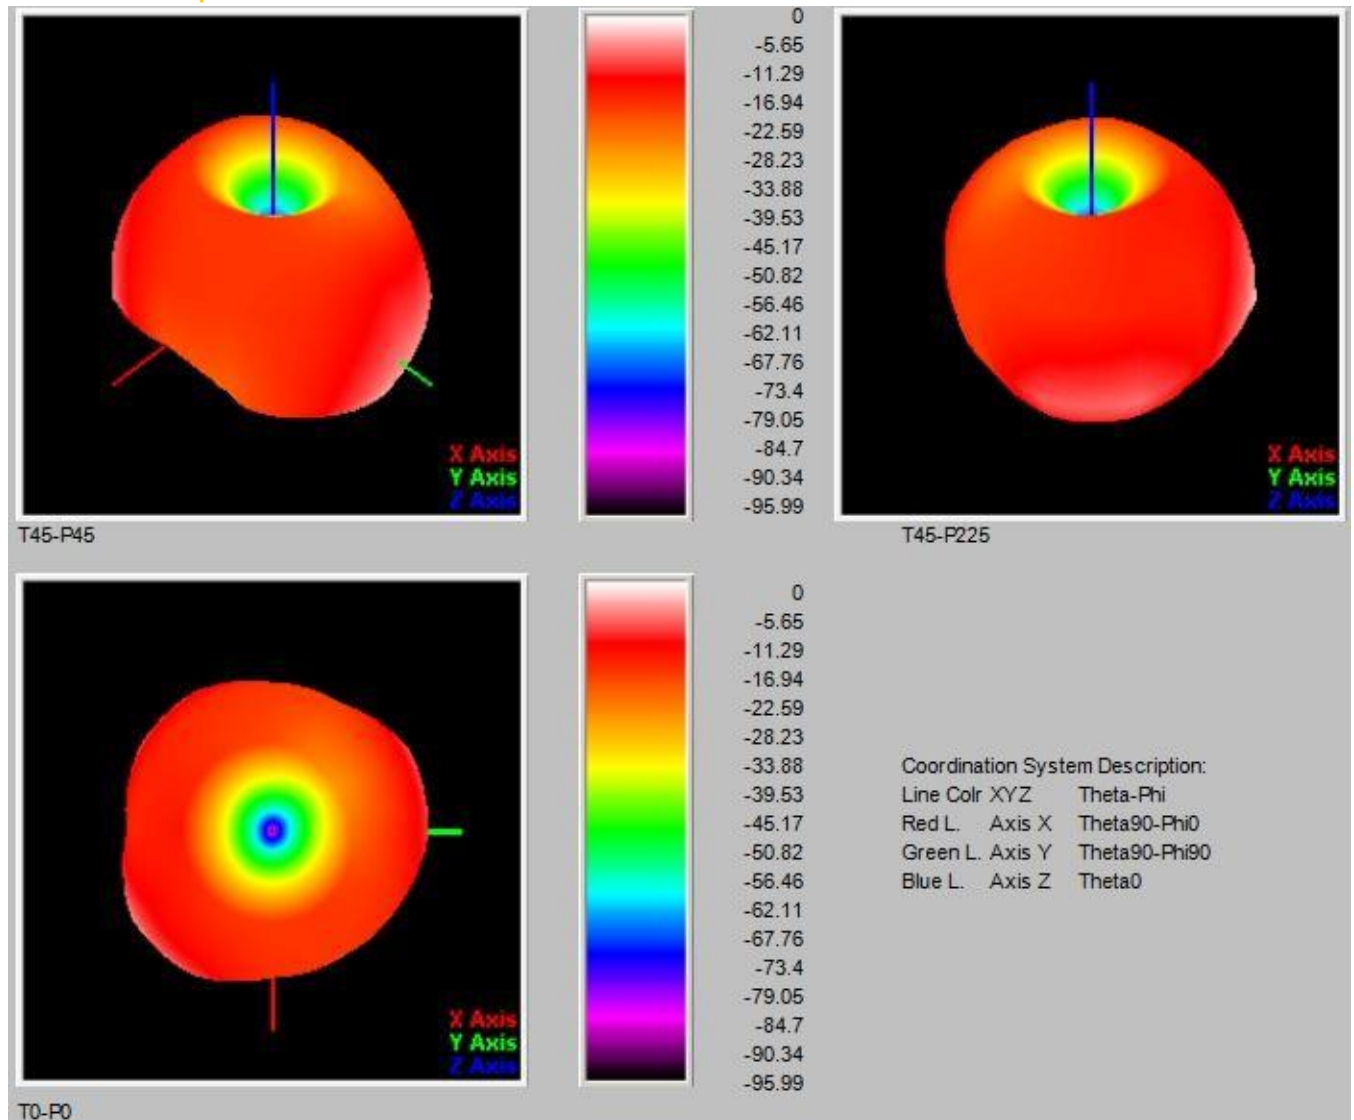 0
-5.65
-11.29
-16.94
-22.59
-28.23
-33.88
-39.53
-45.17
-50.82
-56.46
-62.11
-67.76
-73.4
-79.05
-84.7
-90.34
-95.99
X Axis
Y Axis
Z Axis
T45-P45
X Axis
Y Axis
Z Axis
T45-P225
0
-5.65
-11.29
-16.94
-22.59
-28.23
-33.88
-39.53
-45.17
-50.82
-56.46
-62.11
-67.76
-73.4
-79.05
-84.7
-90.34
-95.99
X Axis
Y Axis
Z Axis
T0-P0
Coordination System Description:
Line Colr XYZ Theta-Phi
Red L. Axis X Theta90-Phi0
Green L. Axis Y Theta90-Phi90
Blue L. Axis Z Theta0